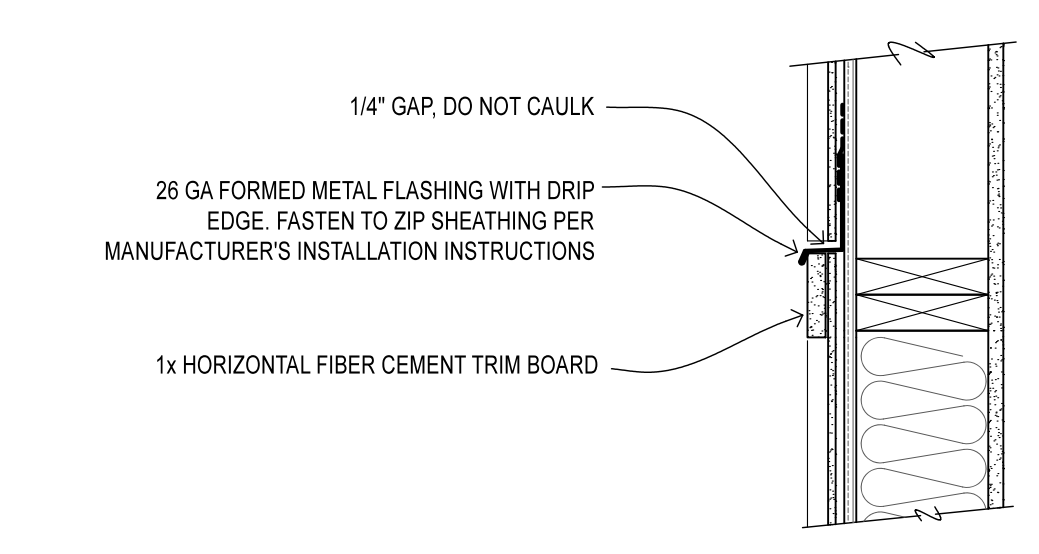 1/4" GAP, DO NOT CAULK
26 GA FORMED METAL FLASHING WITH DRIP
EDGE. FASTEN TO ZIP SHEATHING PER
MANUFACTURER'S INSTALLATION INSTRUCTIONS
1x HORIZONTAL FIBER CEMENT TRIM BOARD